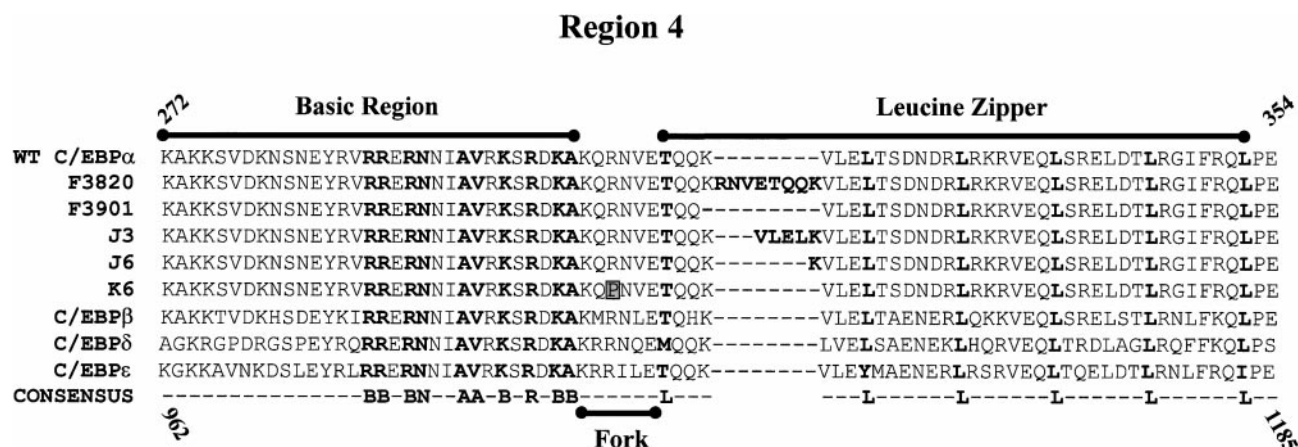 Region 4
272 Basic Region Leucine Zipper 354
WT C/EBPα KAKKSVDKNSNEYRVRRERNNIAVRKSRDKAKQRNVETQQK--------VLELTSDNDRLRKRVEQLSRELDTLRGIFRQLPE
F3820 KAKKSVDKNSNEYRVRRERNNIAVRKSRDKAKQRNVETQQKRNVETQQKVLELTSDNDRLRKRVEQLSRELDTLRGIFRQLPE
F3901 KAKKSVDKNSNEYRVRRERNNIAVRKSRDKAKQRNVETQQ---------VLELTSDNDRLRKRVEQLSRELDTLRGIFRQLPE
J3 KAKKSVDKNSNEYRVRRERNNIAVRKSRDKAKQRNVETQQK---VLELKVLELTSDNDRLRKRVEQLSRELDTLRGIFRQLPE
J6 KAKKSVDKNSNEYRVRRERNNIAVRKSRDKAKQRNVETQQK-------KVLELTSDNDRLRKRVEQLSRELDTLRGIFRQLPE
K6 KAKKSVDKNSNEYRVRRERNNIAVRKSRDKAKQPNVETQQK--------VLELTSDNDRLRKRVEQLSRELDTLRGIFRQLPE
C/EBPβ KAKKTVDKHSDEYKIRRERNNIAVRKSRDKAKMRNLETQHK--------VLELTAENERLQKKVEQLSRELSTLRNLFKQLPE
C/EBPδ AGKRGPDRGSPEYRQRRERNNIAVRKSRDKAKRRNQEMQQK--------LVELSAENEKLHQRVEQLTRDLAGLRQFFKQLPS
C/EBPε KGKKAVNKDSLEYRLRRERNNIAVRKSRDKAKRRILETQQK--------VLEYMAENERLRSRVEQLTQELDTLRNLFRQIPE
CONSENSUS ---------------BB-BN--AA-B-R-BB------L--- ---L------L------L------L------L--
962 Fork 1185